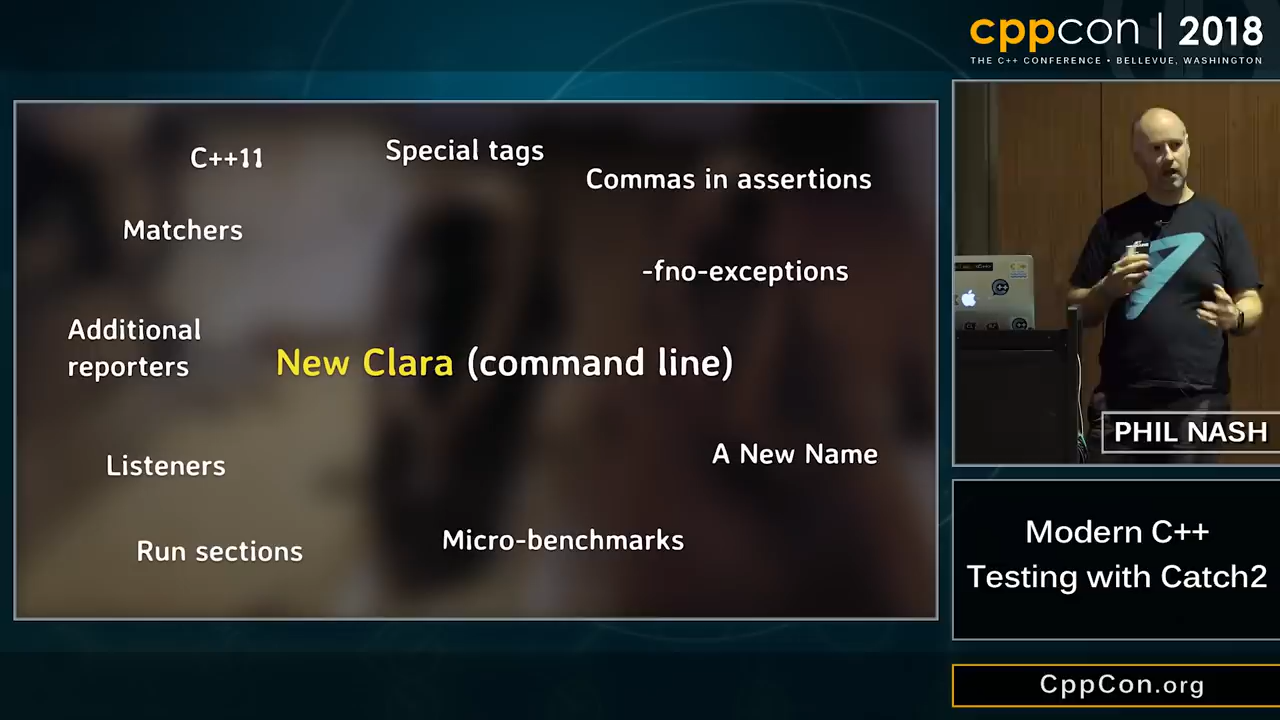 cppcon | 2018
THE C++ CONFERENCE • BELLEVUE, WASHINGTON
C++11
Special tags
Commas in assertions
Matchers
-fno-exceptions
Additional
reporters
New Clara (command line)
Listeners
A New Name
Run sections
Micro-benchmarks
PHIL NASH
Modern C++
Testing with Catch2
CppCon.org